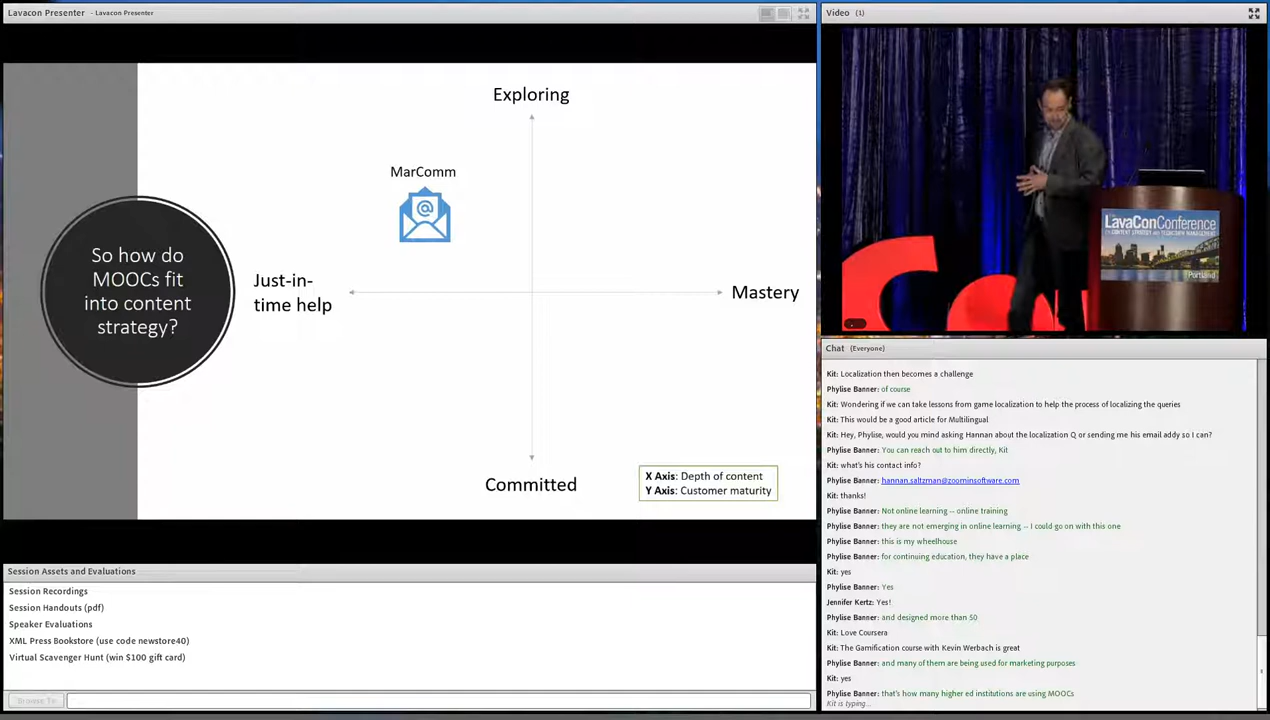 Lavacon Presenter - Lavacon Presenter
Exploring
MarComm
@
So how do
MOOCs fit
into content
strategy?
Just-in-
time help
Mastery
Committed
X Axis: Depth of content
Y Axis: Customer maturity
Session Assets and Evaluations
Session Recordings
Session Handouts (pdf)
Speaker Evaluations
XML Press Bookstore (use code newstore40)
Virtual Scavenger Hunt (win $100 gift card)
Browse To
Video (1)
LavaConConference
Portland
Chat (Everyone)
Kit: Localization then becomes a challenge
Phylise Banner: of course
Kit: Wondering if we can take lessons from game localization to help the process of localizing the queries
Kit: This would be a good article for Multilingual
Kit: Hey, Phylise, would you mind asking Hannan about the localization Q or sending me his email addy so I can?
Phylise Banner: You can reach out to him directly, Kit
Kit: what's his contact info?
Phylise Banner: hannan.saltzman@zoominsoftware.com
Kit: thanks!
Phylise Banner: Not online learning -- online training
Phylise Banner: they are not emerging in online learning -- I could go on with this one
Phylise Banner: this is my wheelhouse
Phylise Banner: for continuing education, they have a place
Kit: yes
Phylise Banner: Yes
Jennifer Kertz: Yes!
Phylise Banner: and designed more than 50
Kit: Love Coursera
Kit: The Gamification course with Kevin Werbach is great
Phylise Banner: and many of them are being used for marketing purposes
Kit: yes
Phylise Banner: that's how many higher ed institutions are using MOOCs
Kit is typing...